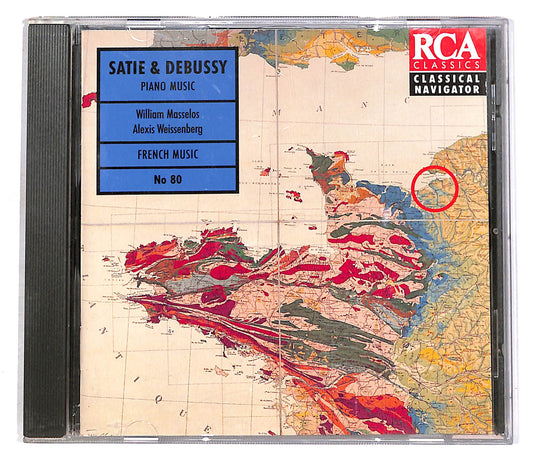 SATIE & DEBUSSY
PIANO MUSIC
William Masselos
Alexis Weissenberg
FRENCH MUSIC
No 80
RCA
CLASSICS
CLASSICAL
NAVIGATOR
M A N C
T I Q U E